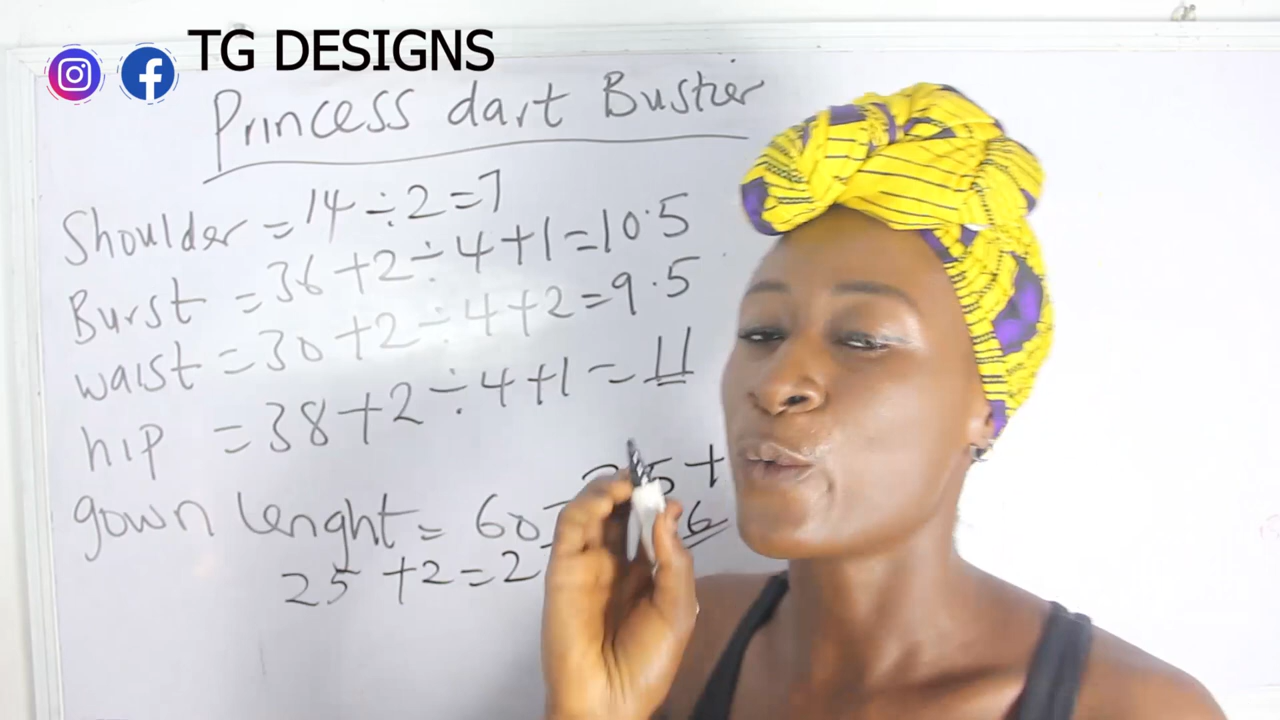 TG DESIGNS
Princess dart Bustier
Shoulder = 14 ÷ 2 = 7
Burst = 36 + 2 ÷ 4 + 1 = 10.5
waist = 30 + 2 ÷ 4 + 2 = 9.5
hip = 38 + 2 ÷ 4 + 1 = 11
gown lenght = 60
25 + 2 = 2